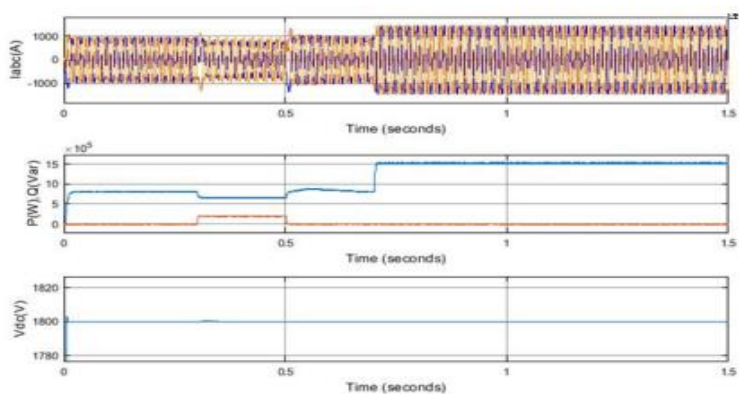 1000
0
-1000
Iabc(A)
0 0.5 1 1.5
Time (seconds)
× 10⁵
15
10
5
0
P(W),Q(Var)
0 0.5 1 1.5
Time (seconds)
1820
1800
1780
Vdc(V)
0 0.5 1 1.5
Time (seconds)